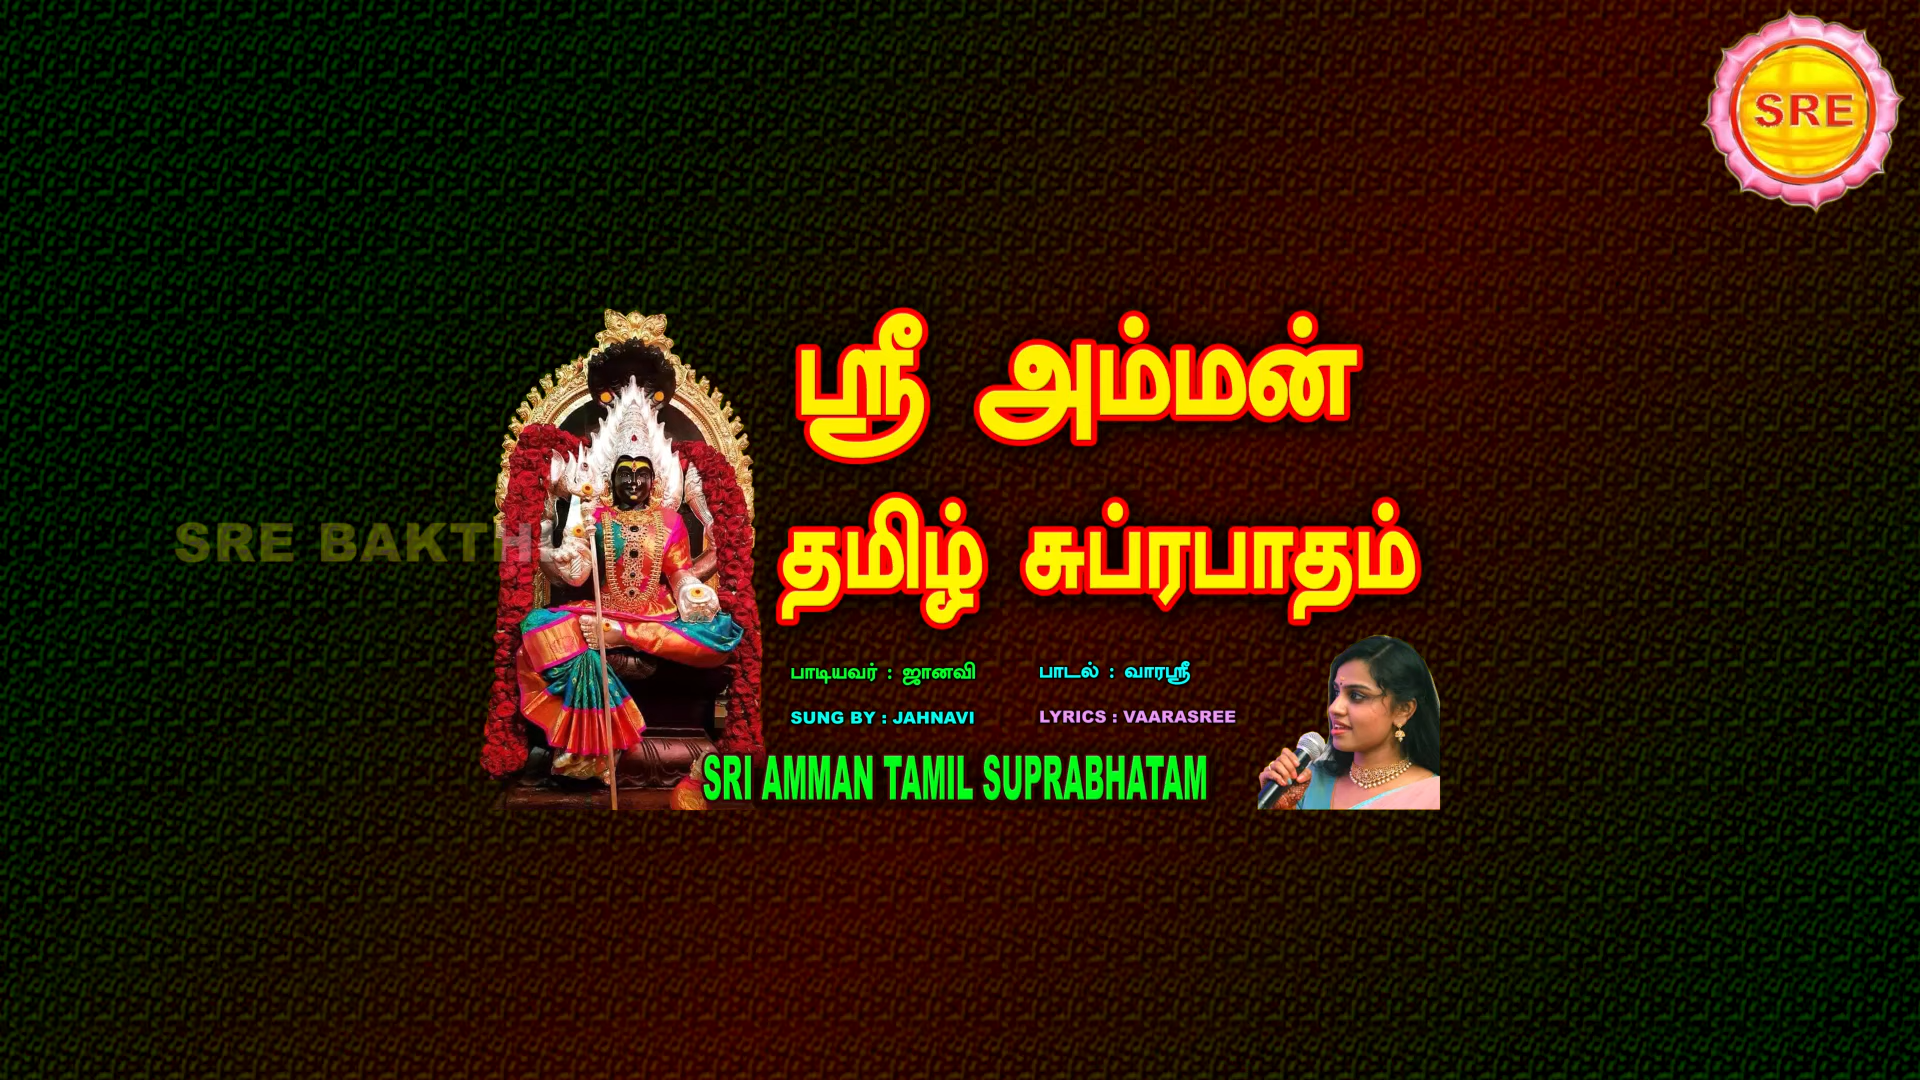 SRE
ஸ்ரீ அம்மன்
SRE BAKTHI
தமிழ் சுப்ரபாதம்
பாடியவர் : ஜானவி
பாடல் : வாரஸ்ரீ
SUNG BY : JAHNAVI
LYRICS : VAARASREE
SRI AMMAN TAMIL SUPRABHATAM